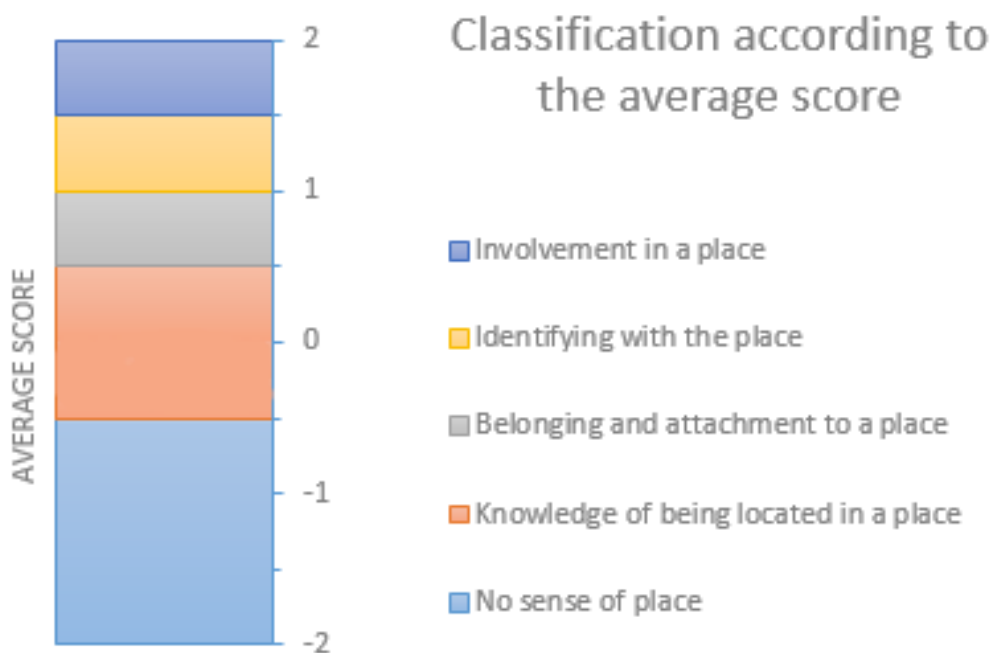 Classification according to
the average score
AVERAGE SCORE
2
1
0
-1
-2
Involvement in a place
Identifying with the place
Belonging and attachment to a place
Knowledge of being located in a place
No sense of place